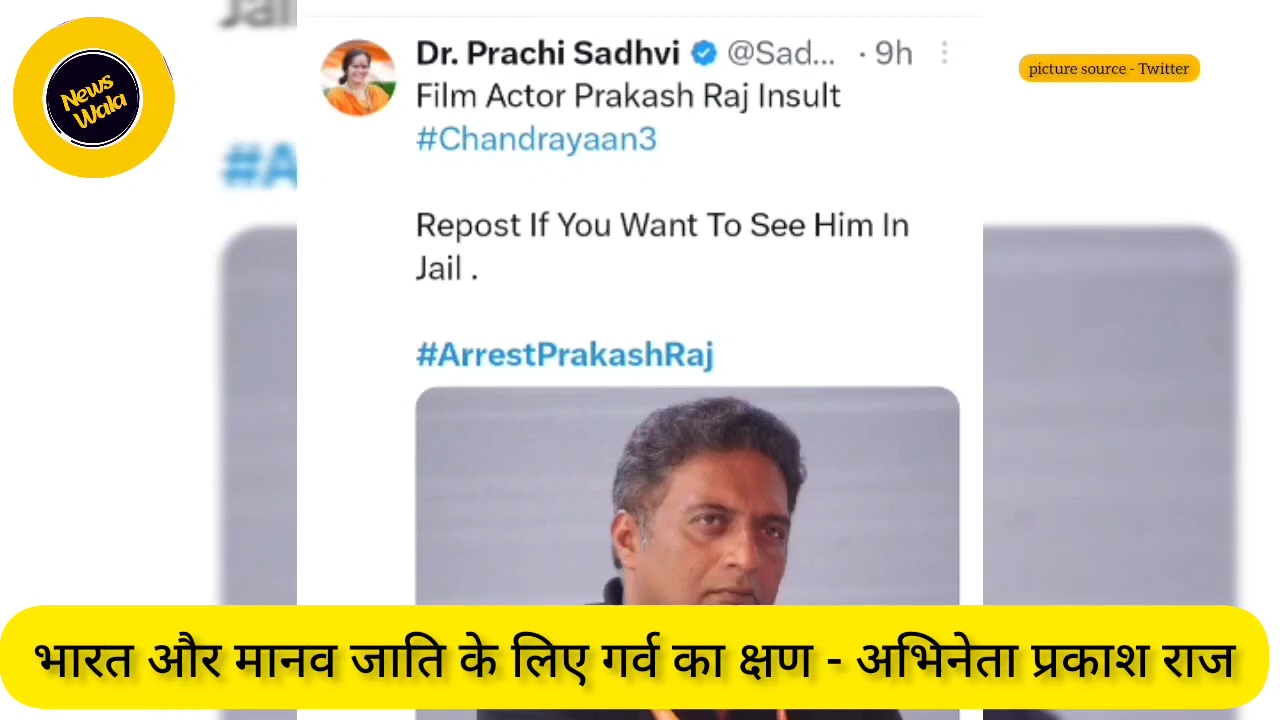 Jail
News
Wala
Dr. Prachi Sadhvi @Sad... · 9h
picture source - Twitter
Film Actor Prakash Raj Insult
#Chandrayaan3
#A
Repost If You Want To See Him In
Jail .
#ArrestPrakashRaj
भारत और मानव जाति के लिए गर्व का क्षण - अभिनेता प्रकाश राज